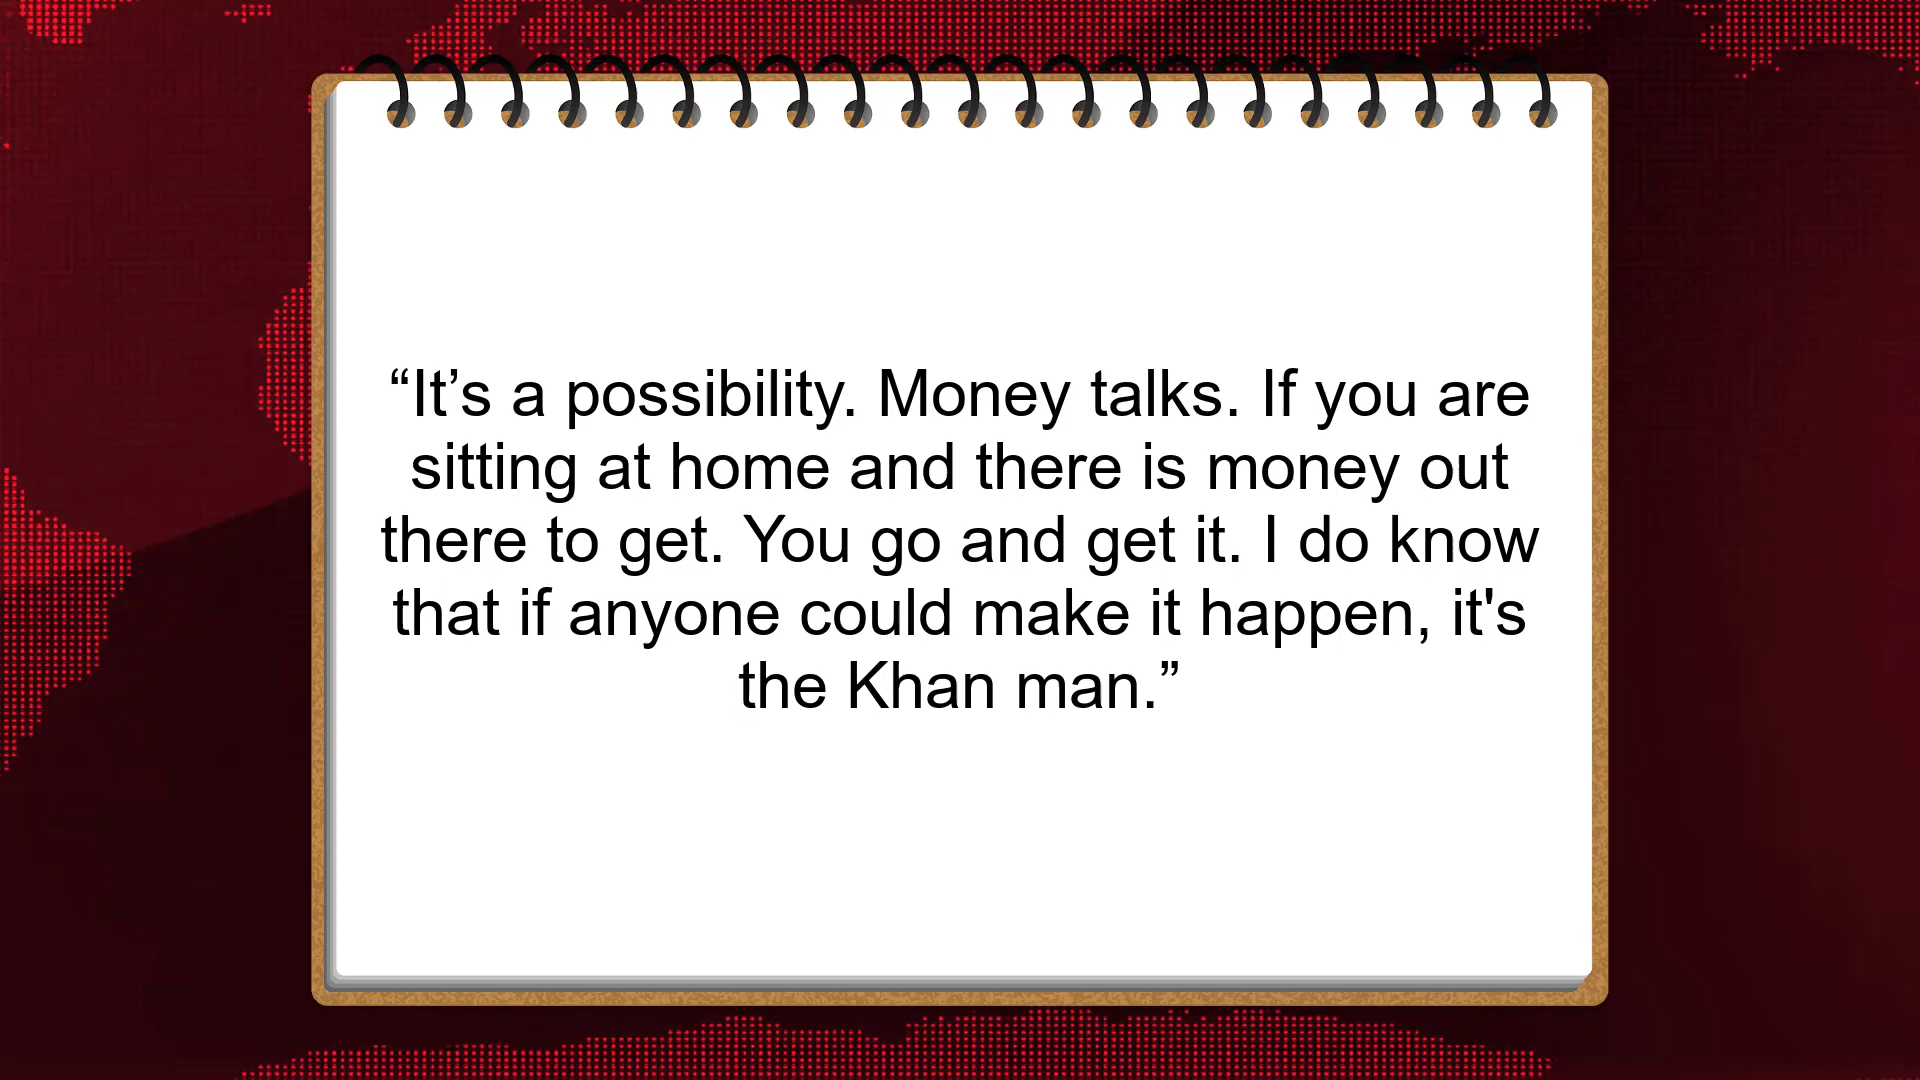 “It’s a possibility. Money talks. If you are
sitting at home and there is money out
there to get. You go and get it. I do know
that if anyone could make it happen, it's
the Khan man.”